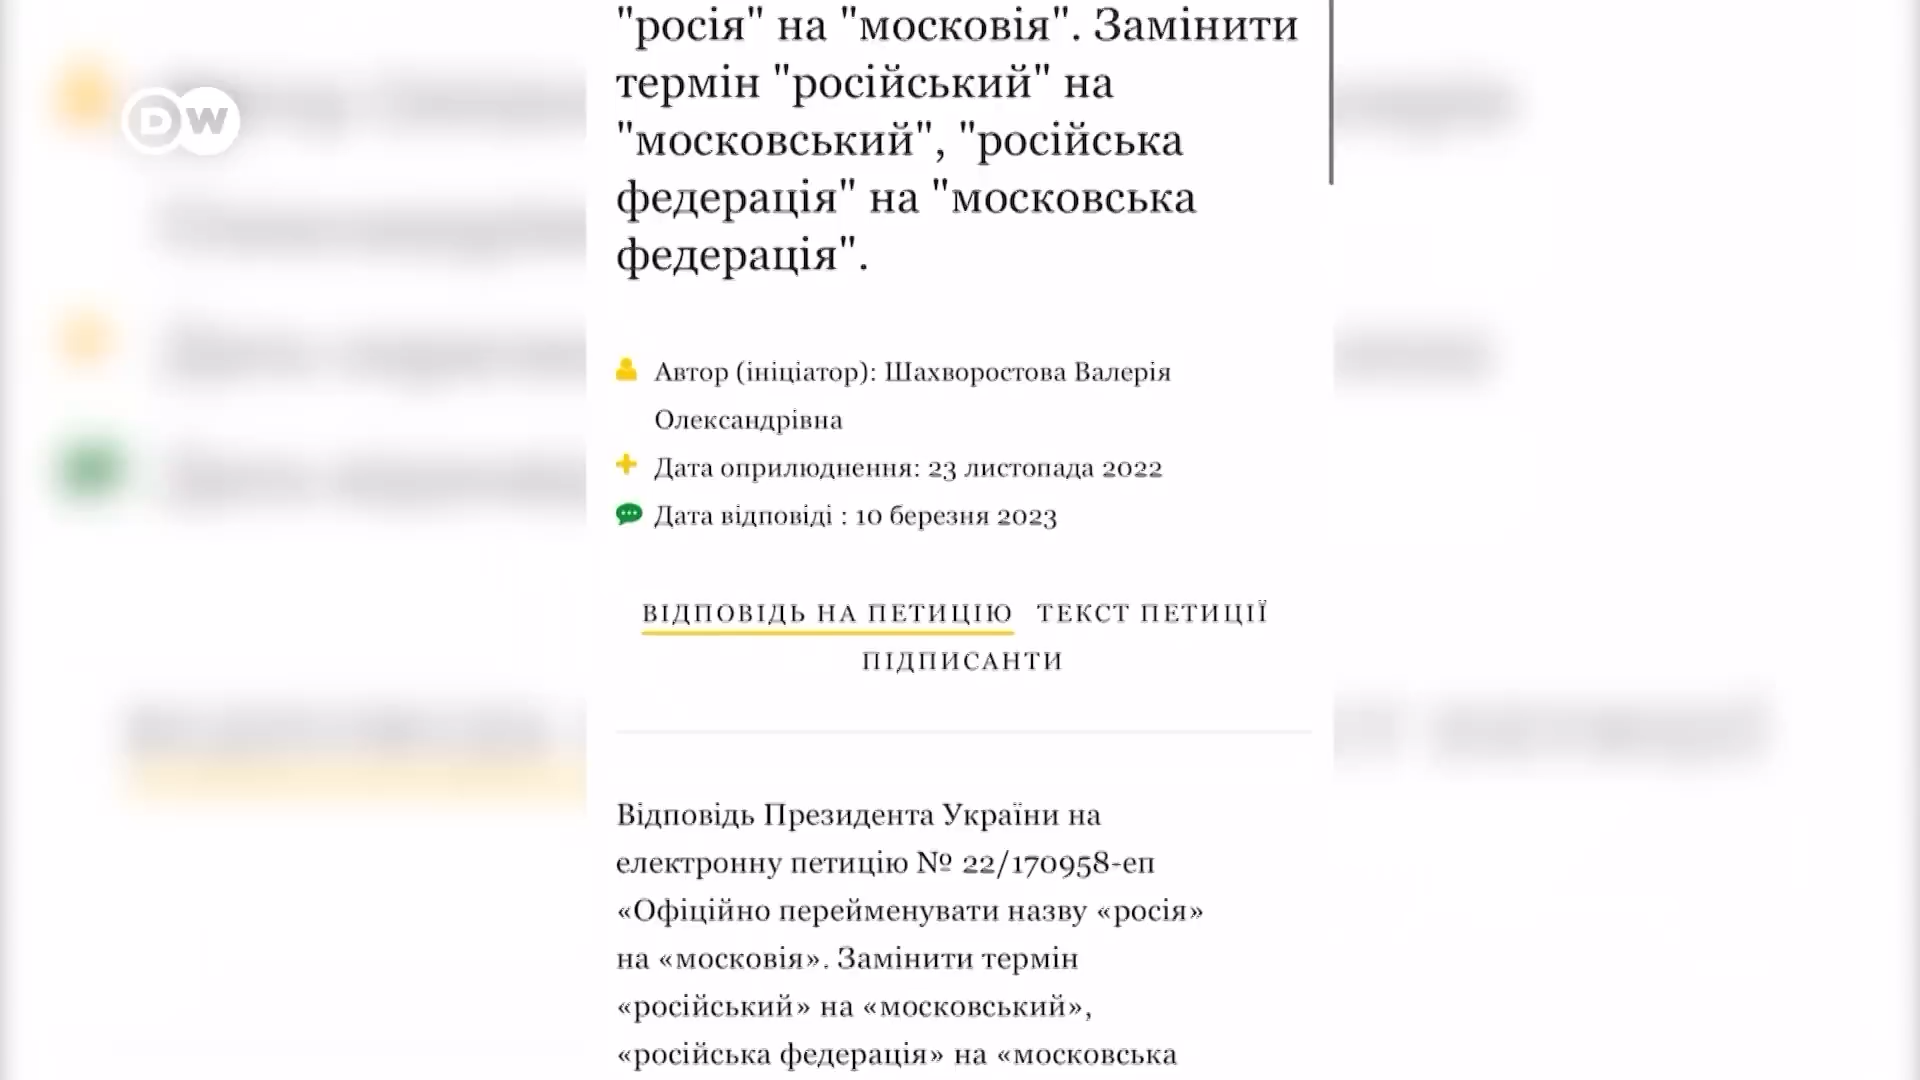 DW
"росія" на "московія". Замінити
термін "російський" на
"московський", "російська
федерація" на "московська
федерація".
Автор (ініціатор): Шахворостова Валерія
Олександрівна
Дата оприлюднення: 23 листопада 2022
Дата відповіді : 10 березня 2023
ВІДПОВІДЬ НА ПЕТИЦІЮ ТЕКСТ ПЕТИЦІЇ
ПІДПИСАНТИ
Відповідь Президента України на
електронну петицію № 22/170958-еп
«Офіційно перейменувати назву «росія»
на «московія». Замінити термін
«російський» на «московський»,
«російська федерація» на «московська